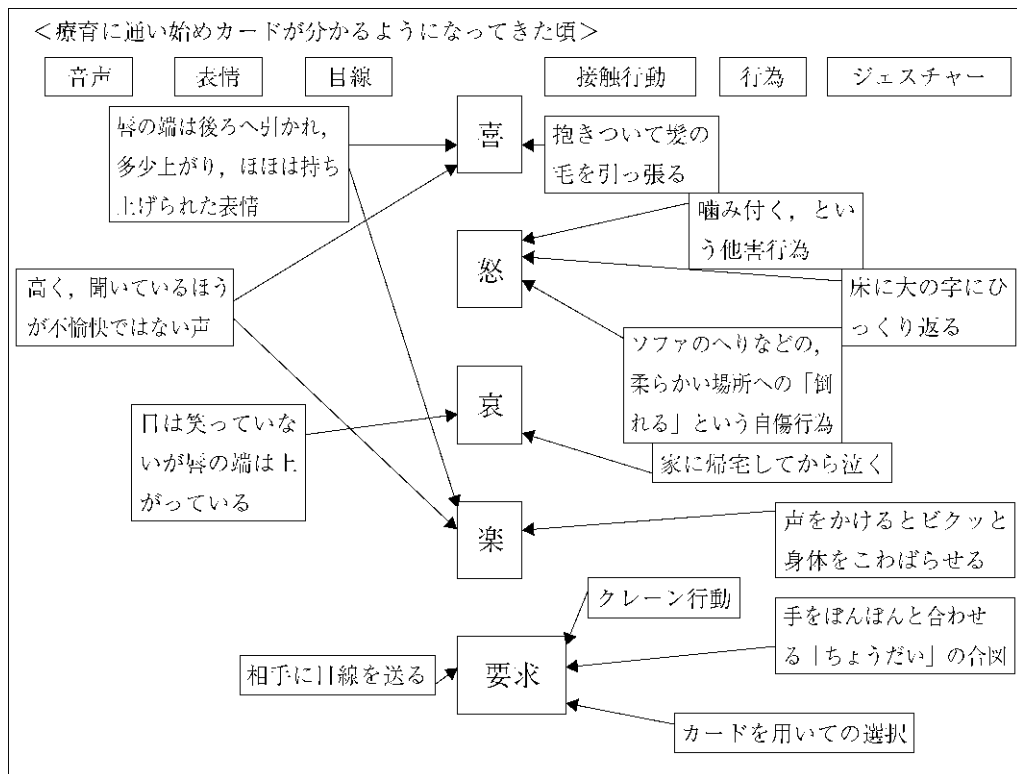 ＜療育に通い始めカードが分かるようになってきた頃＞
音声
表情
目線
接触行動
行為
ジェスチャー
唇の端は後ろへ引かれ，
多少上がり，ほほは持ち
上げられた表情
喜
抱きついて髪の
毛を引っ張る
噛み付く，とい
う他害行為
怒
高く，聞いているほう
が不愉快ではない声
床に大の字にひ
っくり返る
ソファのへりなどの，
柔らかい場所への「倒
れる」という自傷行為
哀
目は笑っていな
いが唇の端は上
がっている
家に帰宅してから泣く
楽
声をかけるとビクッと
身体をこわばらせる
クレーン行動
手をぽんぽんと合わせ
る「ちょうだい」の合図
相手に目線を送る
要求
カードを用いての選択